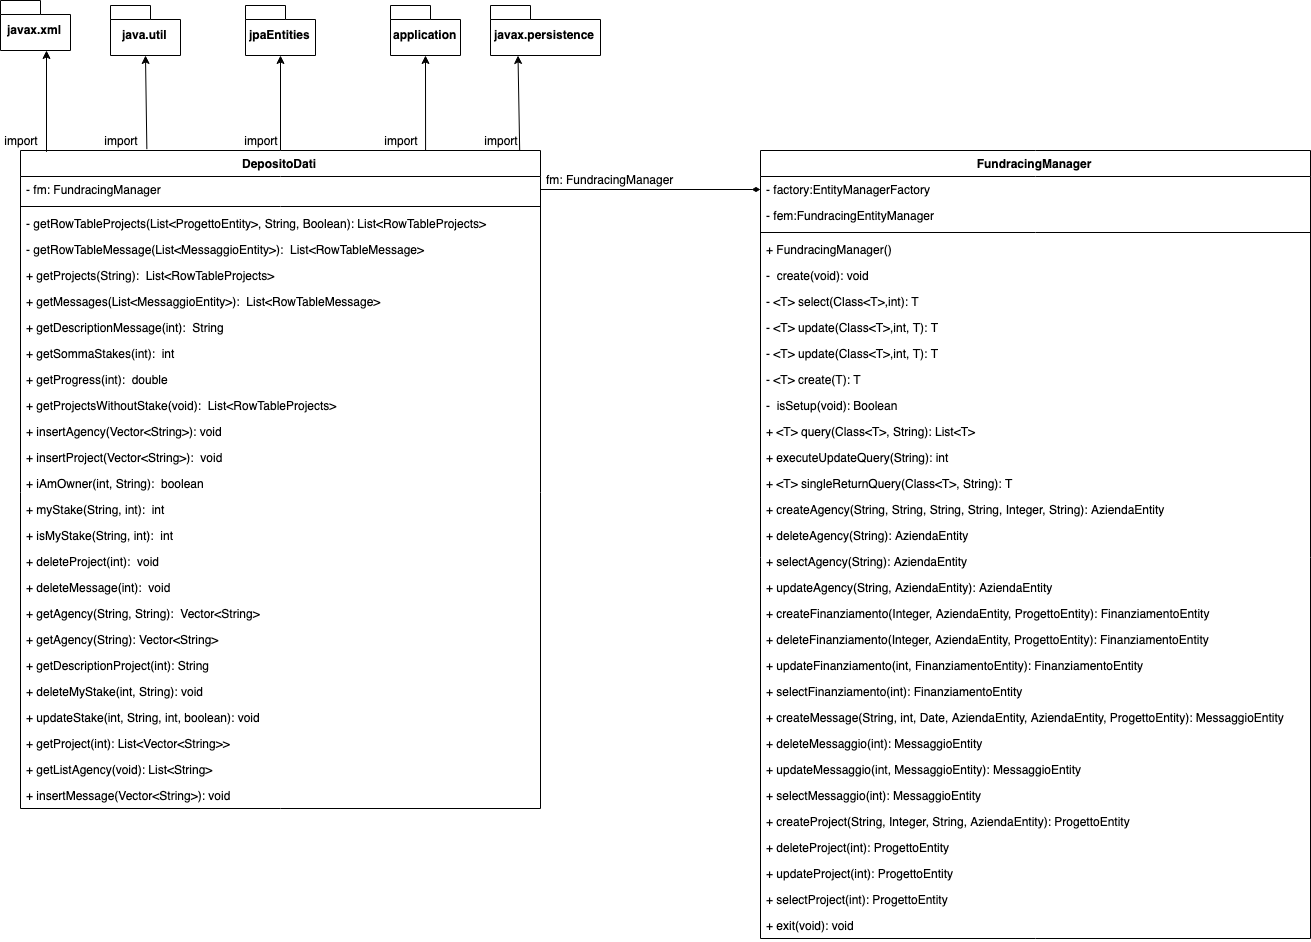 javax.xml
java.util
jpaEntities
application
javax.persistence
import
import
import
import
import
DepositoDati
- fm: FundracingManager
- getRowTableProjects(List<ProgettoEntity>, String, Boolean): List<RowTableProjects>
- getRowTableMessage(List<MessaggioEntity>): List<RowTableMessage>
+ getProjects(String): List<RowTableProjects>
+ getMessages(List<MessaggioEntity>): List<RowTableMessage>
+ getDescriptionMessage(int): String
+ getSommaStakes(int): int
+ getProgress(int): double
+ getProjectsWithoutStake(void): List<RowTableProjects>
+ insertAgency(Vector<String>): void
+ insertProject(Vector<String>): void
+ iAmOwner(int, String): boolean
+ myStake(String, int): int
+ isMyStake(String, int): int
+ deleteProject(int): void
+ deleteMessage(int): void
+ getAgency(String, String): Vector<String>
+ getAgency(String): Vector<String>
+ getDescriptionProject(int): String
+ deleteMyStake(int, String): void
+ updateStake(int, String, int, boolean): void
+ getProject(int): List<Vector<String>>
+ getListAgency(void): List<String>
+ insertMessage(Vector<String>): void
fm: FundracingManager
FundracingManager
- factory:EntityManagerFactory
- fem:FundracingEntityManager
+ FundracingManager()
- create(void): void
- <T> select(Class<T>,int): T
- <T> update(Class<T>,int, T): T
- <T> update(Class<T>,int, T): T
- <T> create(T): T
- isSetup(void): Boolean
+ <T> query(Class<T>, String): List<T>
+ executeUpdateQuery(String): int
+ <T> singleReturnQuery(Class<T>, String): T
+ createAgency(String, String, String, String, Integer, String): AziendaEntity
+ deleteAgency(String): AziendaEntity
+ selectAgency(String): AziendaEntity
+ updateAgency(String, AziendaEntity): AziendaEntity
+ createFinanziamento(Integer, AziendaEntity, ProgettoEntity): FinanziamentoEntity
+ deleteFinanziamento(Integer, AziendaEntity, ProgettoEntity): FinanziamentoEntity
+ updateFinanziamento(int, FinanziamentoEntity): FinanziamentoEntity
+ selectFinanziamento(int): FinanziamentoEntity
+ createMessage(String, int, Date, AziendaEntity, AziendaEntity, ProgettoEntity): MessaggioEntity
+ deleteMessaggio(int): MessaggioEntity
+ updateMessaggio(int, MessaggioEntity): MessaggioEntity
+ selectMessaggio(int): MessaggioEntity
+ createProject(String, Integer, String, AziendaEntity): ProgettoEntity
+ deleteProject(int): ProgettoEntity
+ updateProject(int): ProgettoEntity
+ selectProject(int): ProgettoEntity
+ exit(void): void